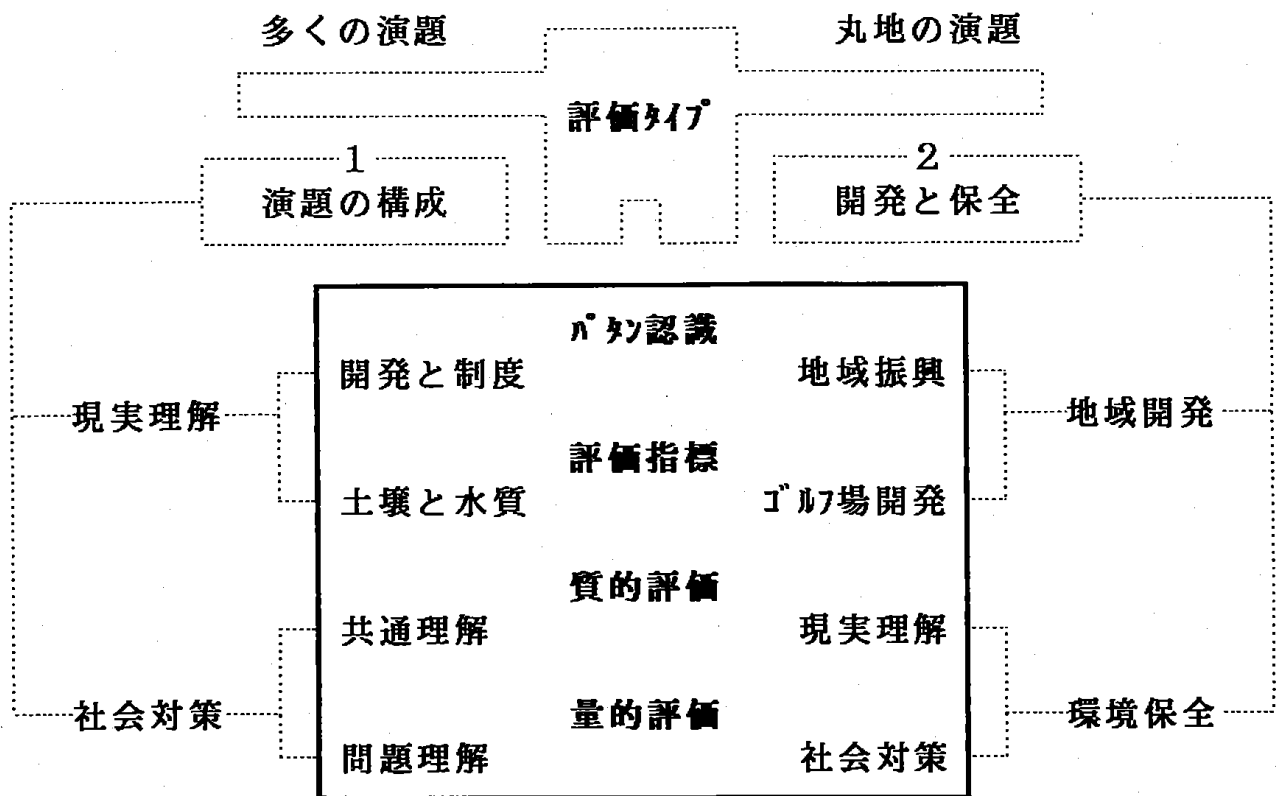 多くの演題
丸地の演題
評価ﾀｲﾌﾟ
1
演題の構成
2
開発と保全
ﾊﾟﾀﾝ認識
開発と制度
地域振興
現実理解
地域開発
評価指標
土壌と水質
ｺﾞﾙﾌ場開発
質的評価
共通理解
現実理解
社会対策
量的評価
環境保全
問題理解
社会対策